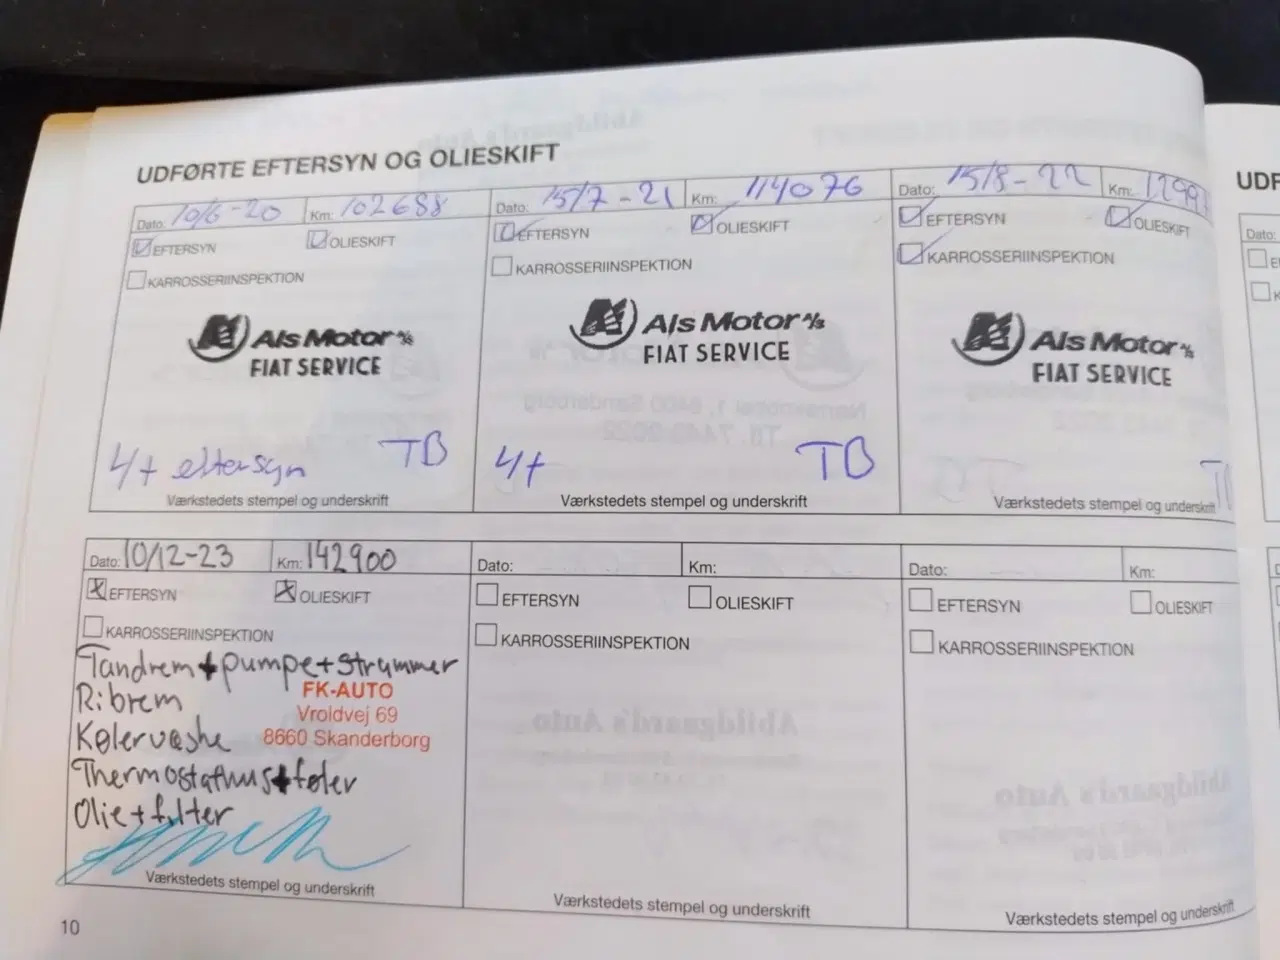 UDFØRTE EFTERSYN OG OLIESKIFT
Dato: 10/6-20 Km: 102688
EFTERSYN OLIESKIFT
KARROSSERIINSPEKTION
Als Motor A/S
FIAT SERVICE
4+ eftersyn TB
Værkstedets stempel og underskrift
Dato: 15/7-21 Km: 114076
EFTERSYN OLIESKIFT
KARROSSERIINSPEKTION
Als Motor A/S
FIAT SERVICE
4+ TB
Værkstedets stempel og underskrift
Dato: 15/8-22 Km: 1299
EFTERSYN OLIESKIFT
KARROSSERIINSPEKTION
Als Motor A/S
FIAT SERVICE
Værkstedets stempel og underskrift
Dato: 10/12-23 Km: 142900
EFTERSYN OLIESKIFT
KARROSSERIINSPEKTION
Tandrem+pumpe+strammer
Ribrem
Kølervæske
Thermostathus+føler
Olie+filter
FK-AUTO
Vroldvej 69
8660 Skanderborg
Værkstedets stempel og underskrift
Dato: Km:
EFTERSYN OLIESKIFT
KARROSSERIINSPEKTION
Værkstedets stempel og underskrift
Dato: Km:
EFTERSYN OLIESKIFT
KARROSSERIINSPEKTION
Værkstedets stempel og underskrift
10
UDF
Dato: